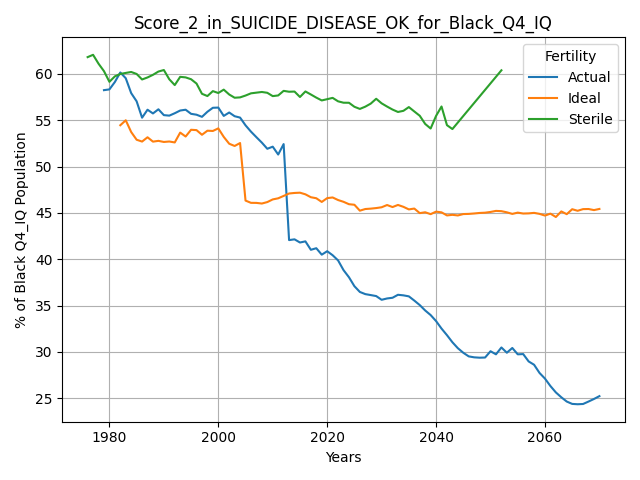 Score_2_in_SUICIDE_DISEASE_OK_for_Black_Q4_IQ
% of Black Q4_IQ Population
60
55
50
45
40
35
30
25
Fertility
Actual
Ideal
Sterile
1980
2000
2020
2040
2060
Years